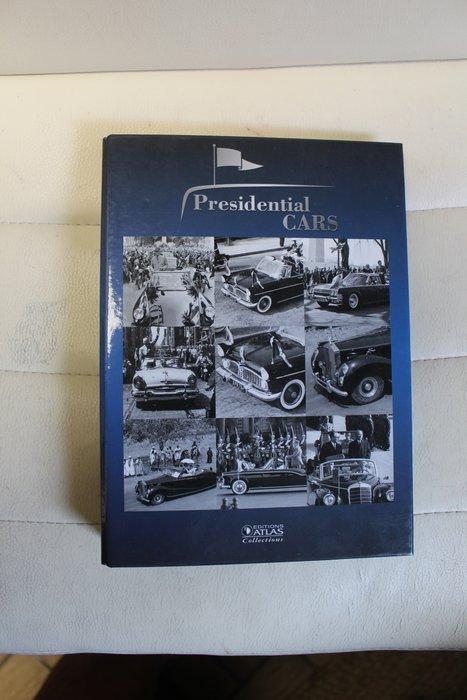 Presidential
CARS
EDITIONS
ATLAS
Collections